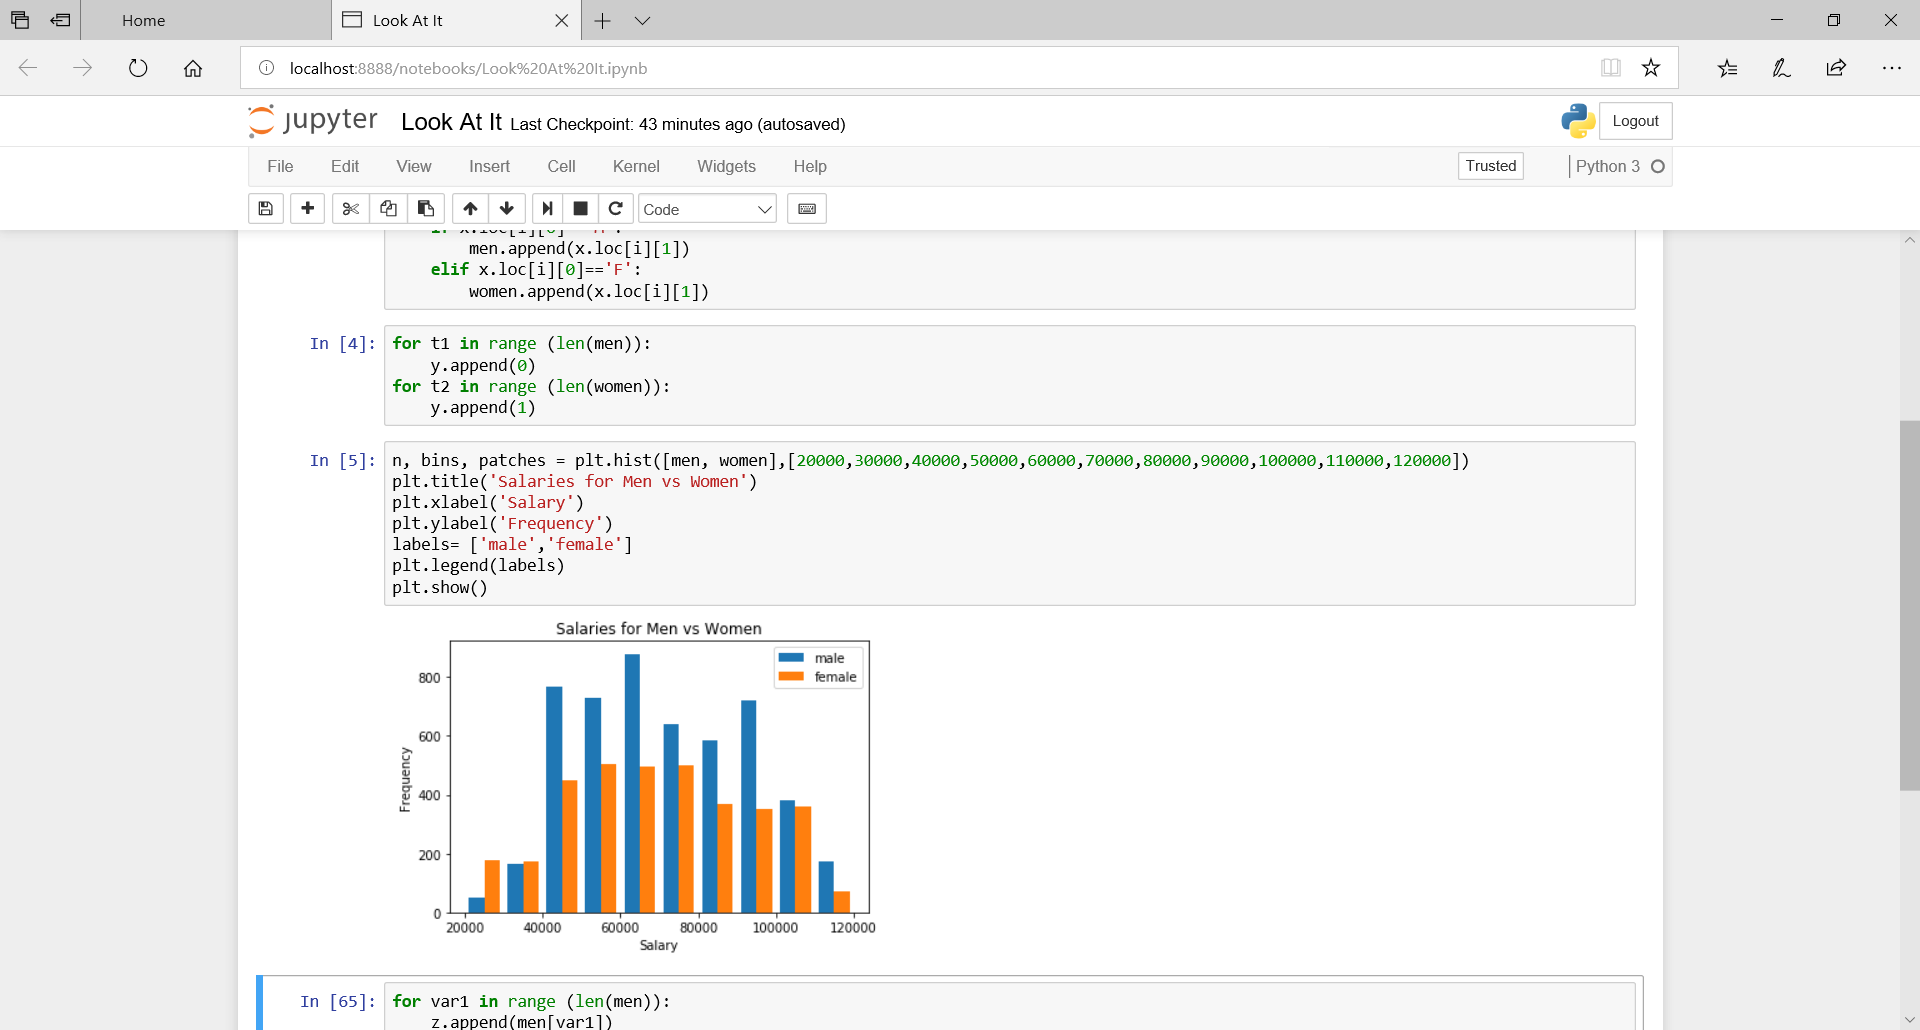 Home
Look At It
localhost:8888/notebooks/Look%20At%20It.ipynb
jupyter Look At It Last Checkpoint: 43 minutes ago (autosaved)
Logout
File Edit View Insert Cell Kernel Widgets Help
Trusted
Python 3
Code
men.append(x.loc[i][1])
elif x.loc[i][0]=='F':
women.append(x.loc[i][1])
In [4]:
for t1 in range (len(men)):
y.append(0)
for t2 in range (len(women)):
y.append(1)
In [5]:
n, bins, patches = plt.hist([men, women],[20000,30000,40000,50000,60000,70000,80000,90000,100000,110000,120000])
plt.title('Salaries for Men vs Women')
plt.xlabel('Salary')
plt.ylabel('Frequency')
labels= ['male','female']
plt.legend(labels)
plt.show()
Salaries for Men vs Women
male
female
800
600
400
200
0
Frequency
20000 40000 60000 80000 100000 120000
Salary
In [65]:
for var1 in range (len(men)):
z.append(men[var1])